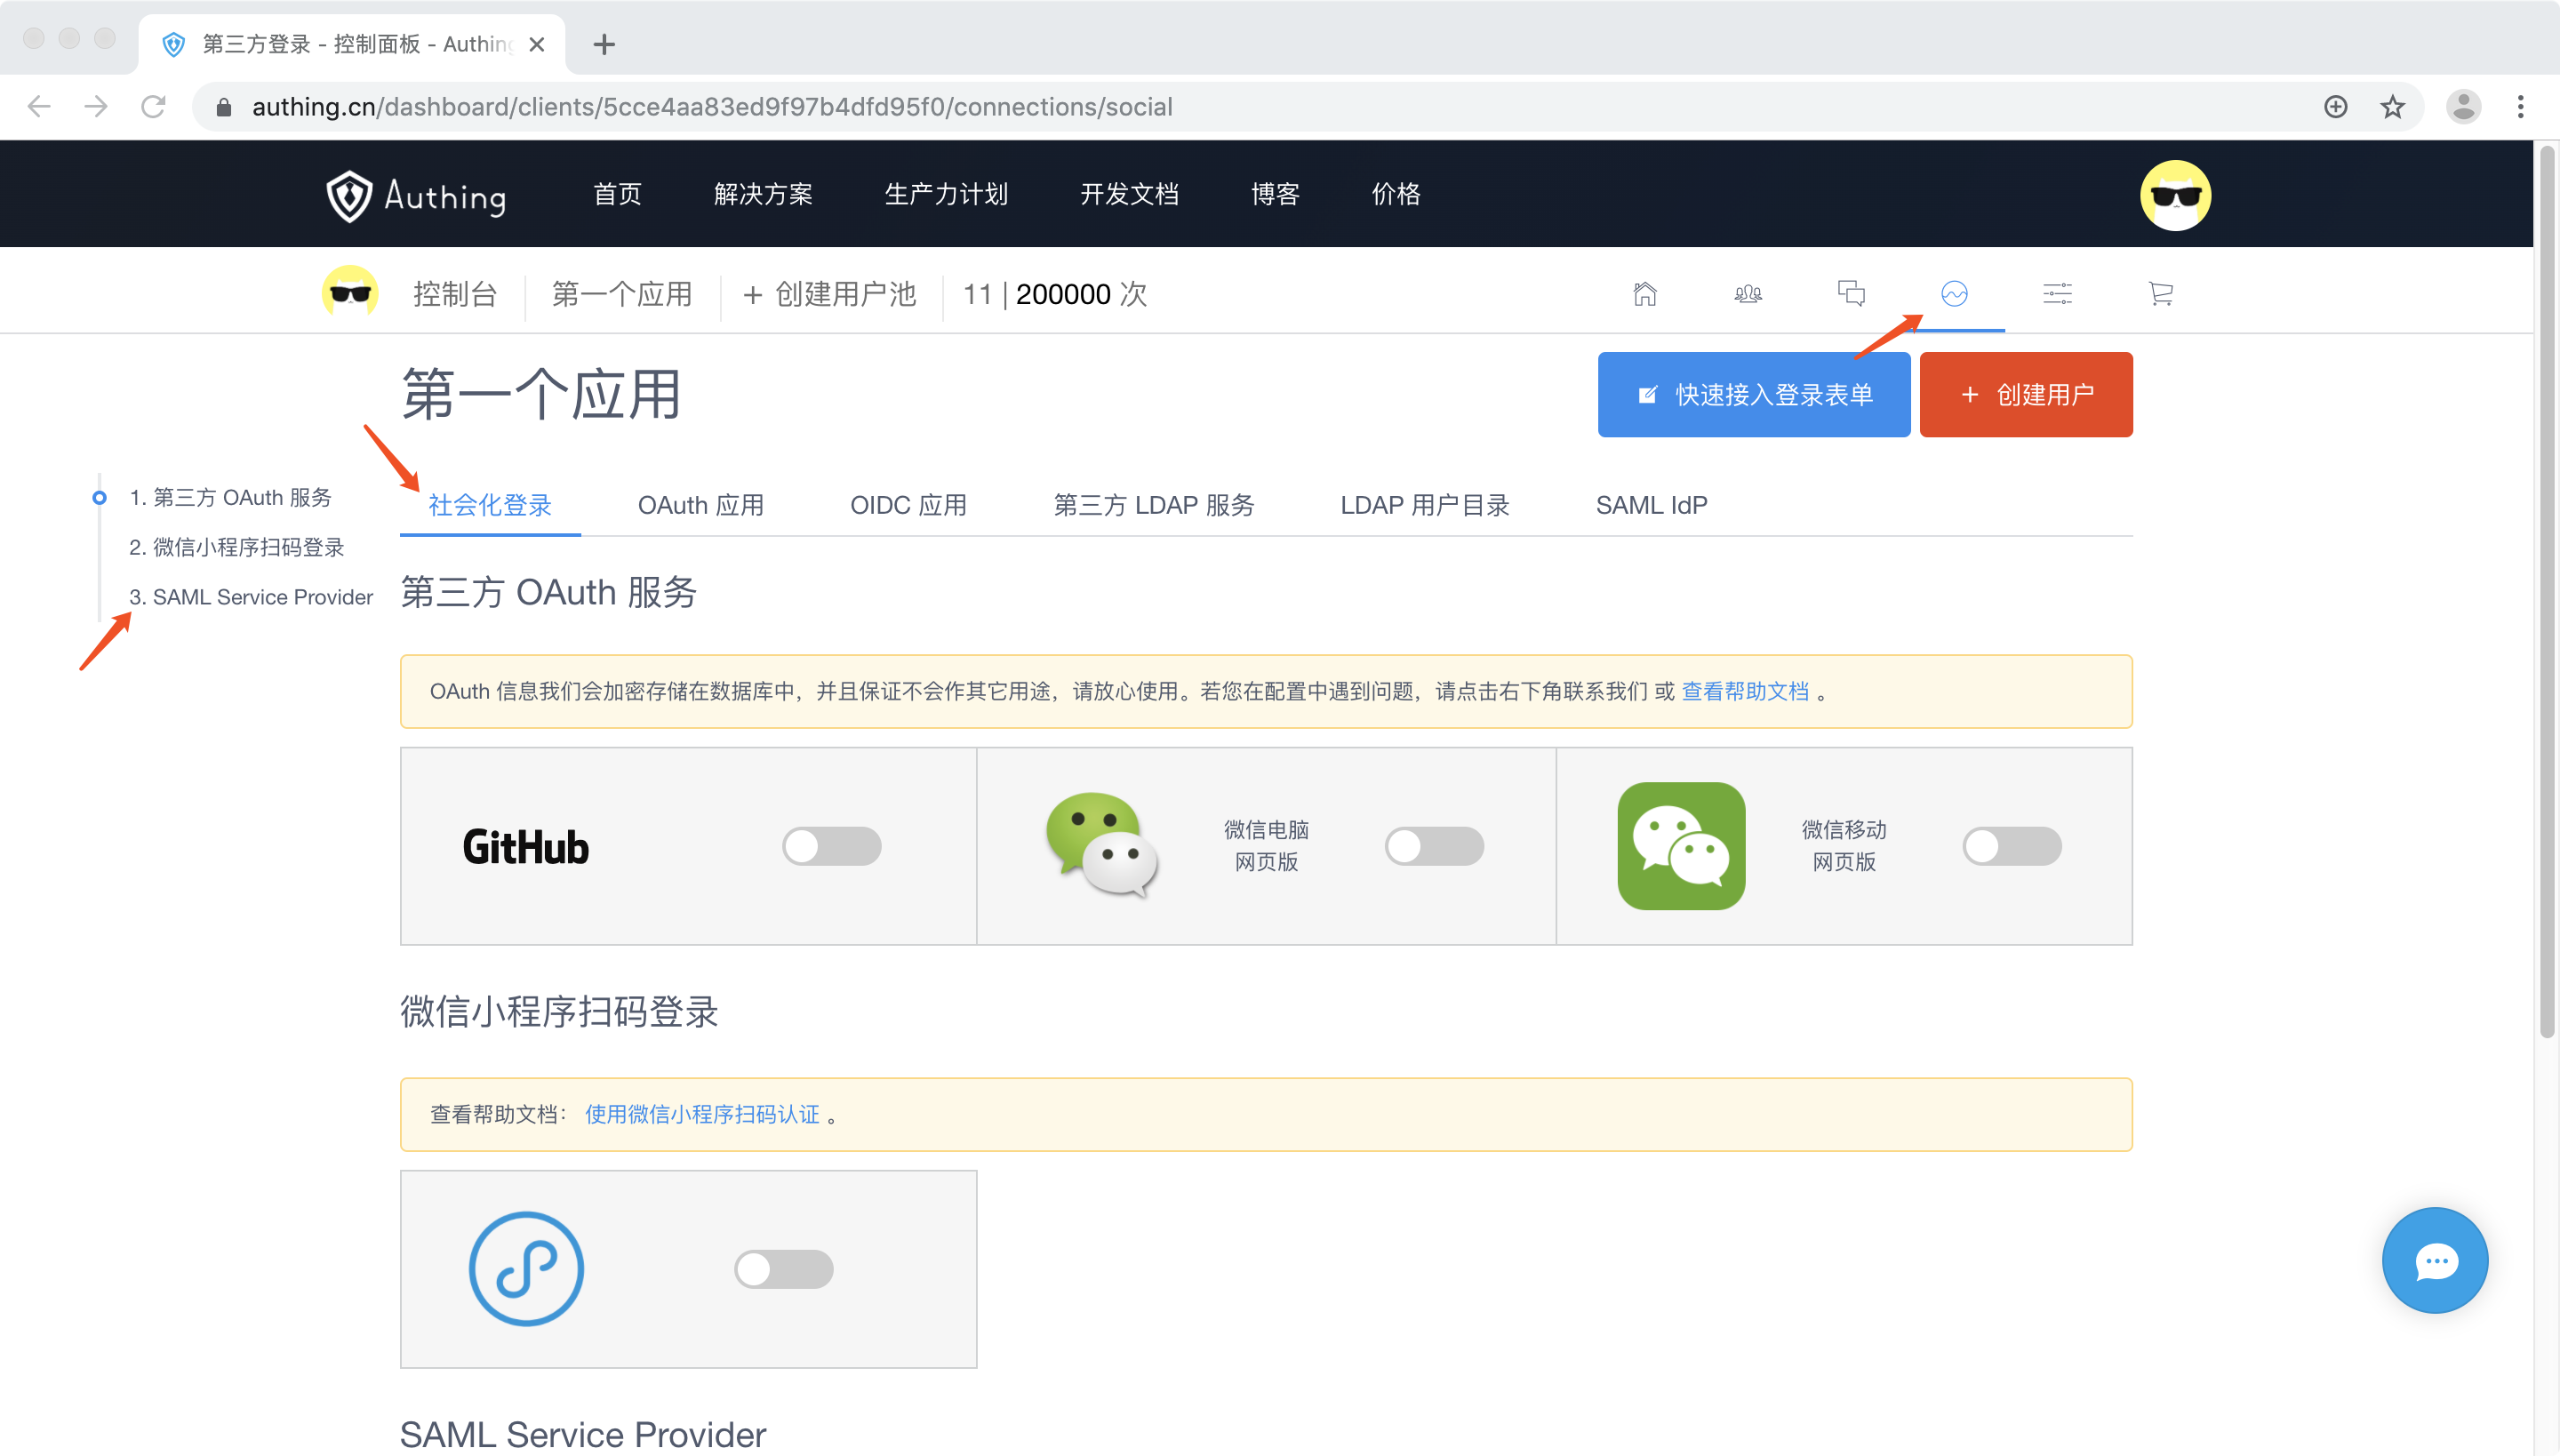 第三方登录 - 控制面板 - Authing
authing.cn/dashboard/clients/5cce4aa83ed9f97b4dfd95f0/connections/social
Authing
首页 解决方案 生产力计划 开发文档 博客 价格
控制台 第一个应用 + 创建用户池 11 | 200000 次
第一个应用
快速接入登录表单
+ 创建用户
1. 第三方 OAuth 服务
2. 微信小程序扫码登录
3. SAML Service Provider
社会化登录 OAuth 应用 OIDC 应用 第三方 LDAP 服务 LDAP 用户目录 SAML IdP
第三方 OAuth 服务
OAuth 信息我们会加密存储在数据库中，并且保证不会作其它用途，请放心使用。若您在配置中遇到问题，请点击右下角联系我们 或 查看帮助文档 。
GitHub
微信电脑
网页版
微信移动
网页版
微信小程序扫码登录
查看帮助文档： 使用微信小程序扫码认证 。
SAML Service Provider